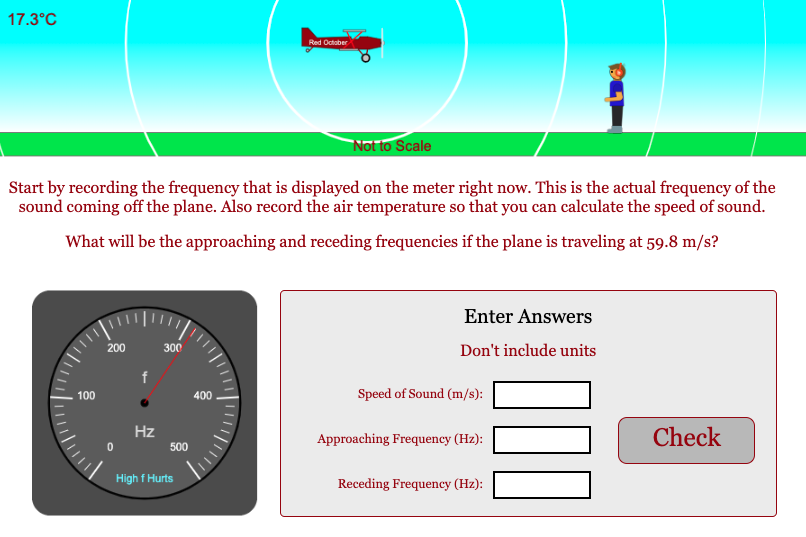 17.3°C
Red October
Not to Scale
Start by recording the frequency that is displayed on the meter right now. This is the actual frequency of the
sound coming off the plane. Also record the air temperature so that you can calculate the speed of sound.
What will be the approaching and receding frequencies if the plane is traveling at 59.8 m/s?
200
300
f
100
400
Hz
0
500
High f Hurts
Enter Answers
Don't include units
Speed of Sound (m/s):
Approaching Frequency (Hz):
Check
Receding Frequency (Hz):